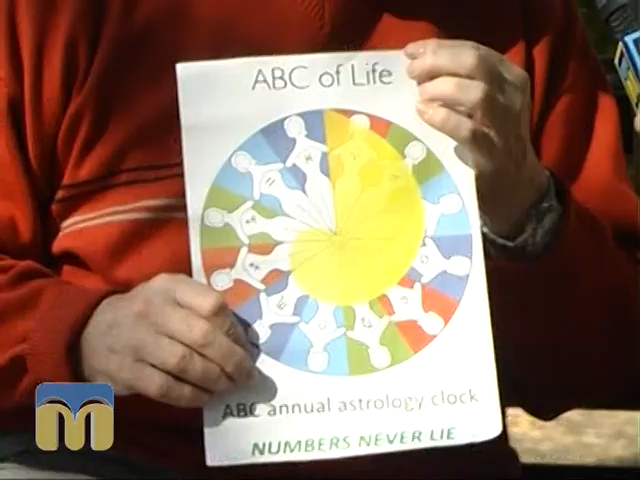 ABC of Life
ABC annual astrology clock
NUMBERS NEVER LIE
M